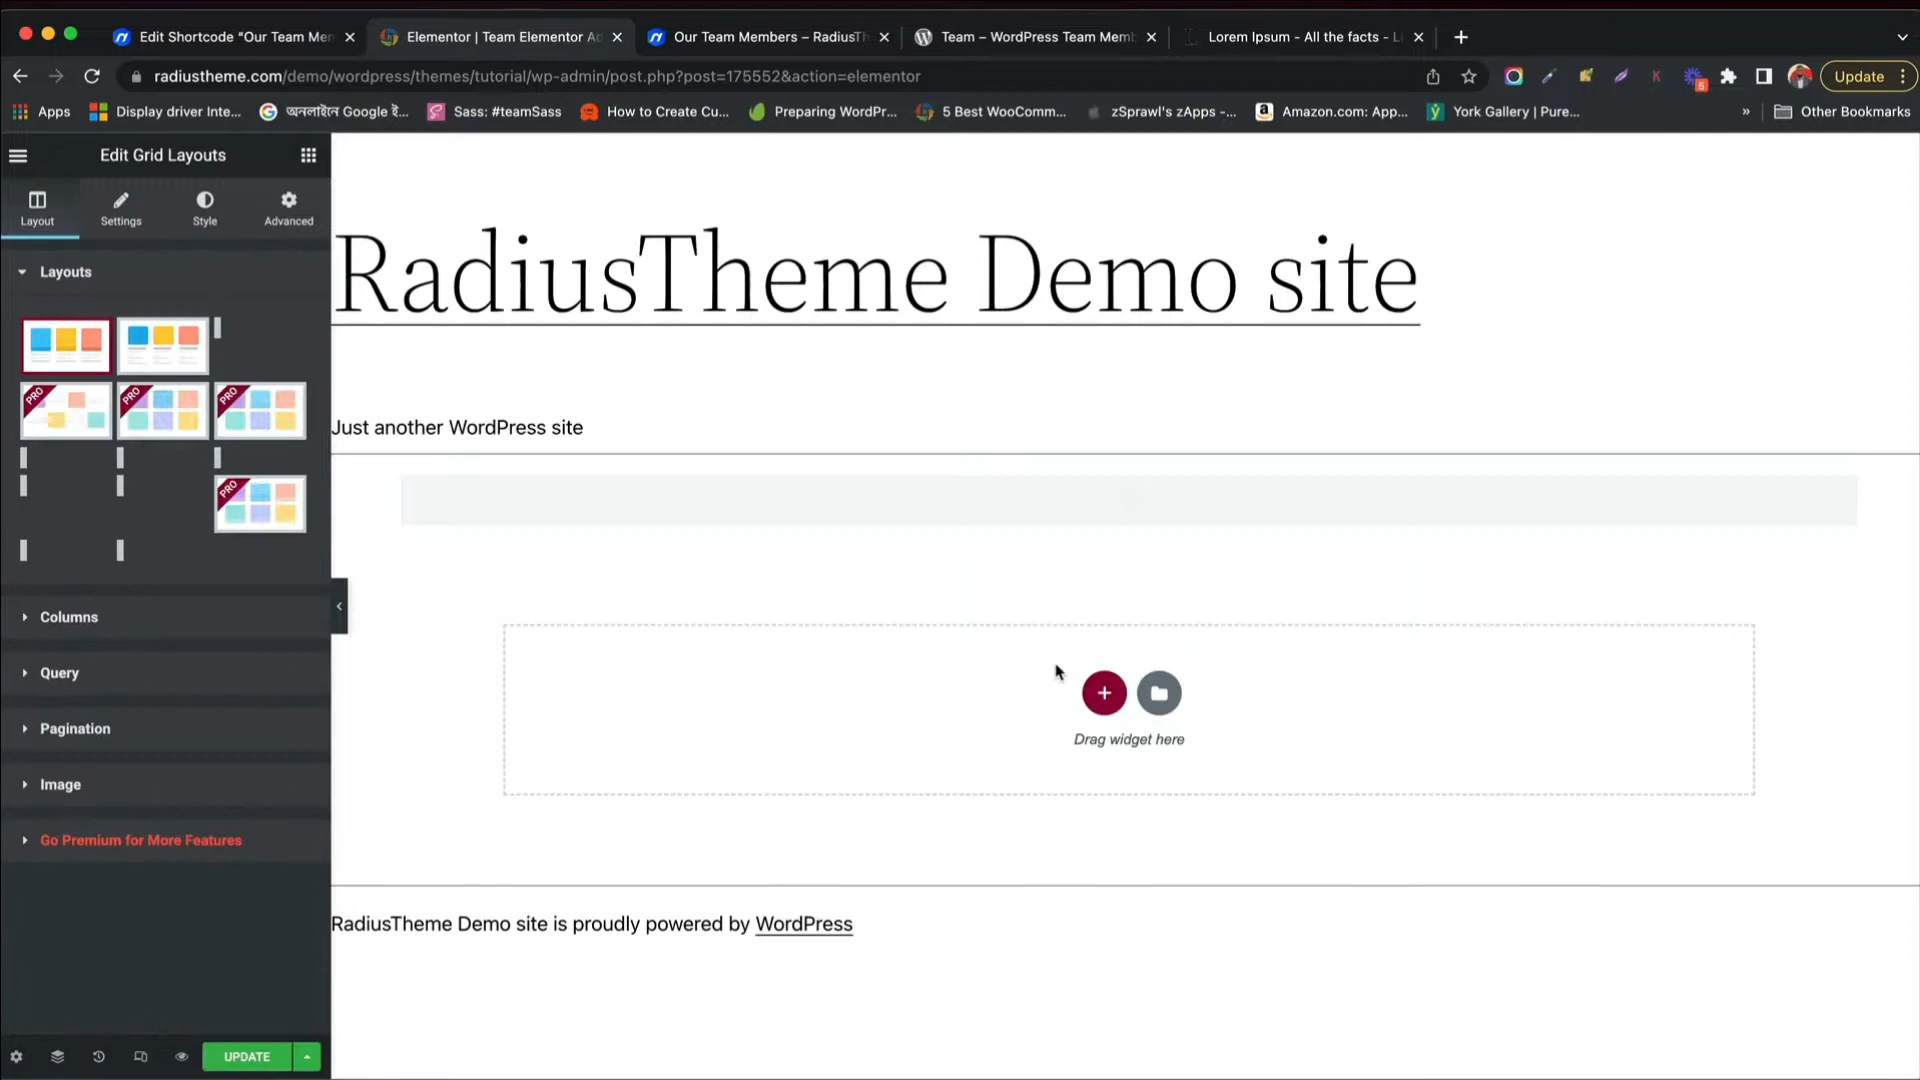 Edit Shortcode “Our Team Mem
Elementor | Team Elementor Ad
Our Team Members – RadiusTh
Team – WordPress Team Memb
Lorem Ipsum - All the facts - Li
radiustheme.com/demo/wordpress/themes/tutorial/wp-admin/post.php?post=175552&action=elementor
5
Update
Apps
Display driver Inte...
অনলাইনে Google ই...
Sass: #teamSass
How to Create Cu...
Preparing WordPr...
5 Best WooComm...
zSprawl's zApps -...
Amazon.com: App...
York Gallery | Pure...
»
Other Bookmarks
Edit Grid Layouts
Layout
Settings
Style
Advanced
Layouts
PRO
PRO
PRO
PRO
Columns
Query
Pagination
Image
Go Premium for More Features
UPDATE
RadiusTheme Demo site
Just another WordPress site
Drag widget here
RadiusTheme Demo site is proudly powered by WordPress